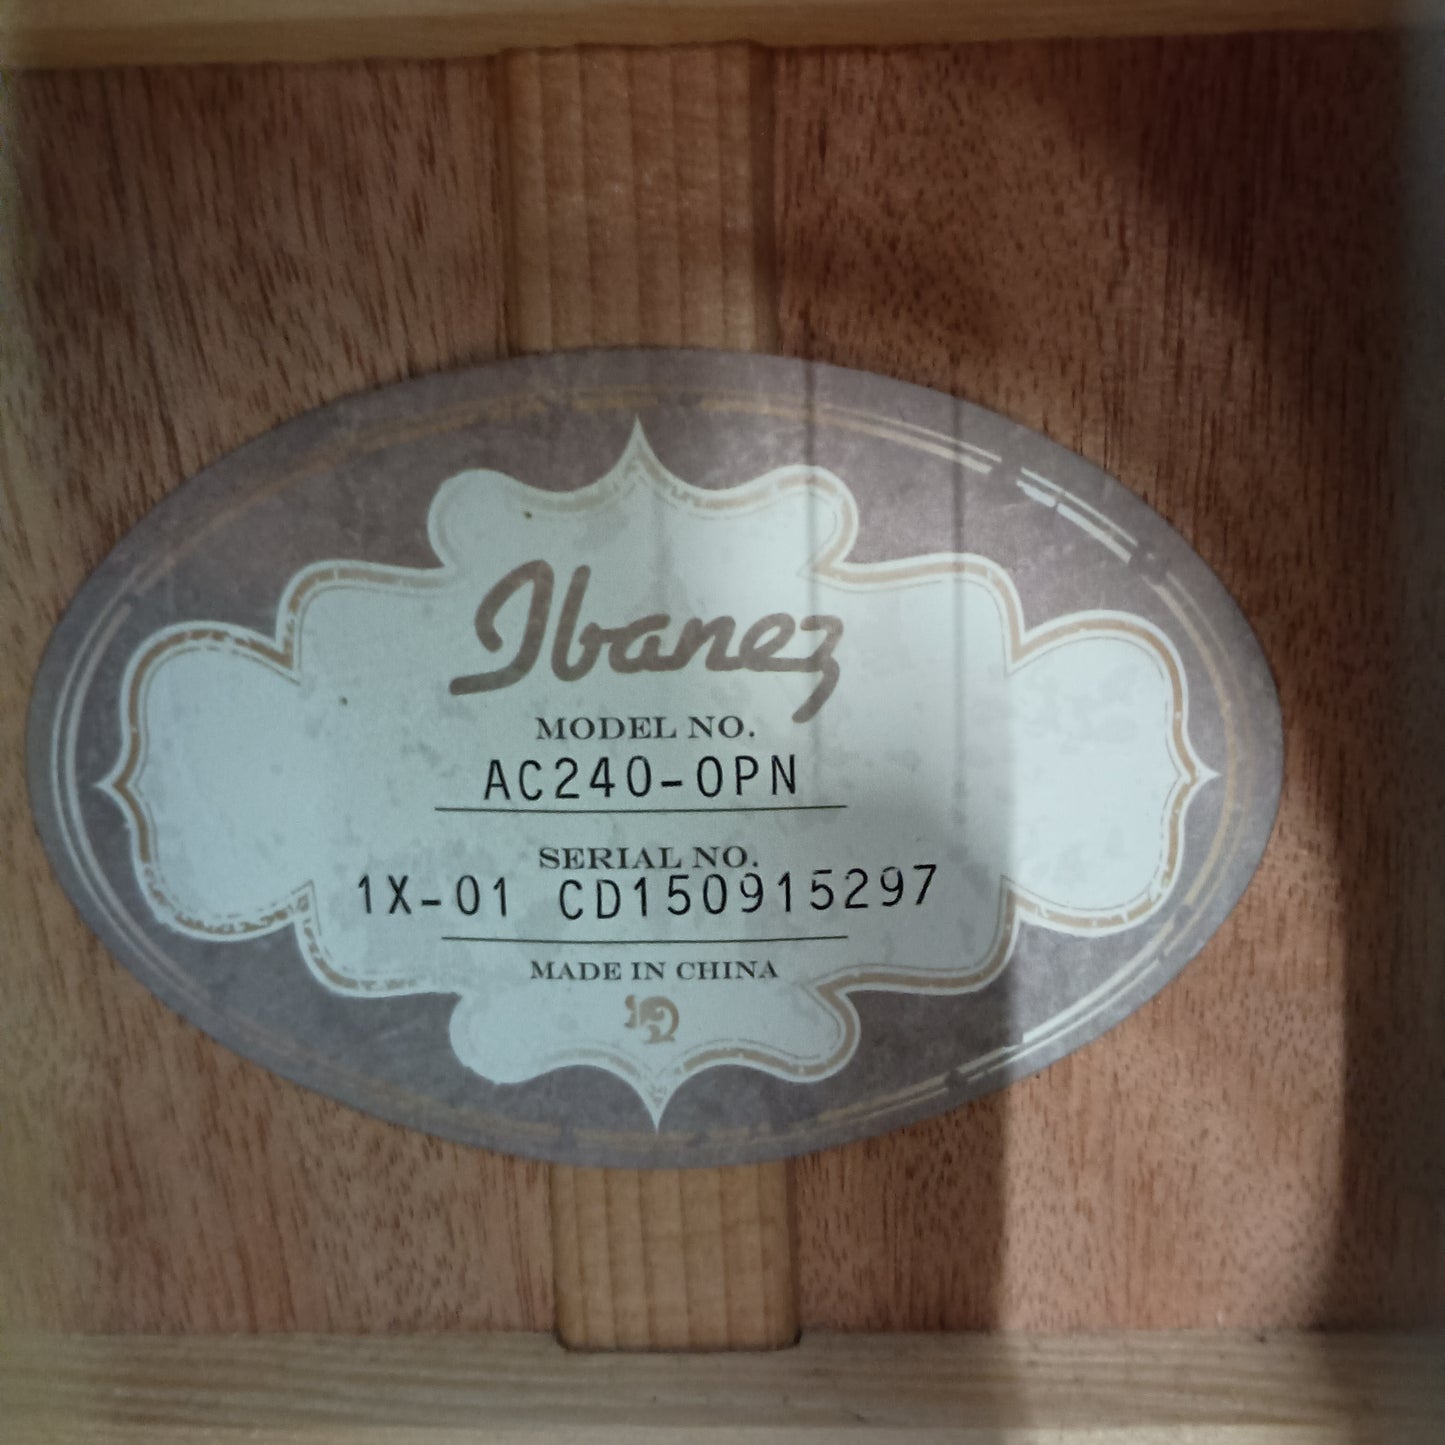 Ibanez
MODEL NO.
AC240-OPN
SERIAL NO.
1X-01 CD150915297
MADE IN CHINA